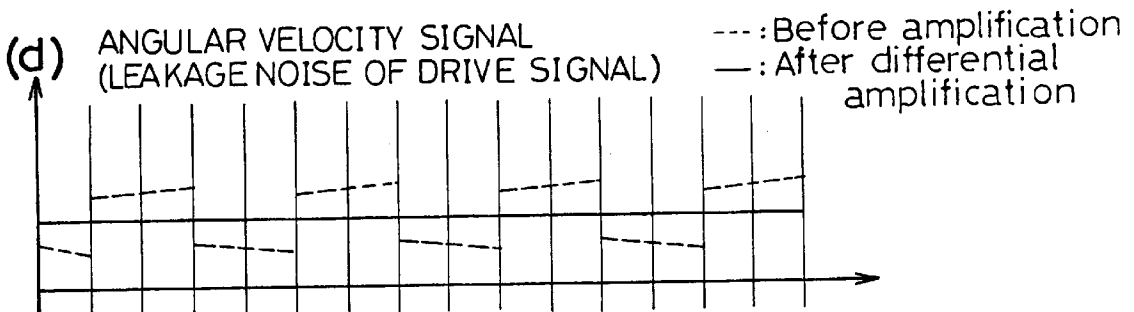 (d) ANGULAR VELOCITY SIGNAL
(LEAKAGE NOISE OF DRIVE SIGNAL)
---: Before amplification
—: After differential
amplification